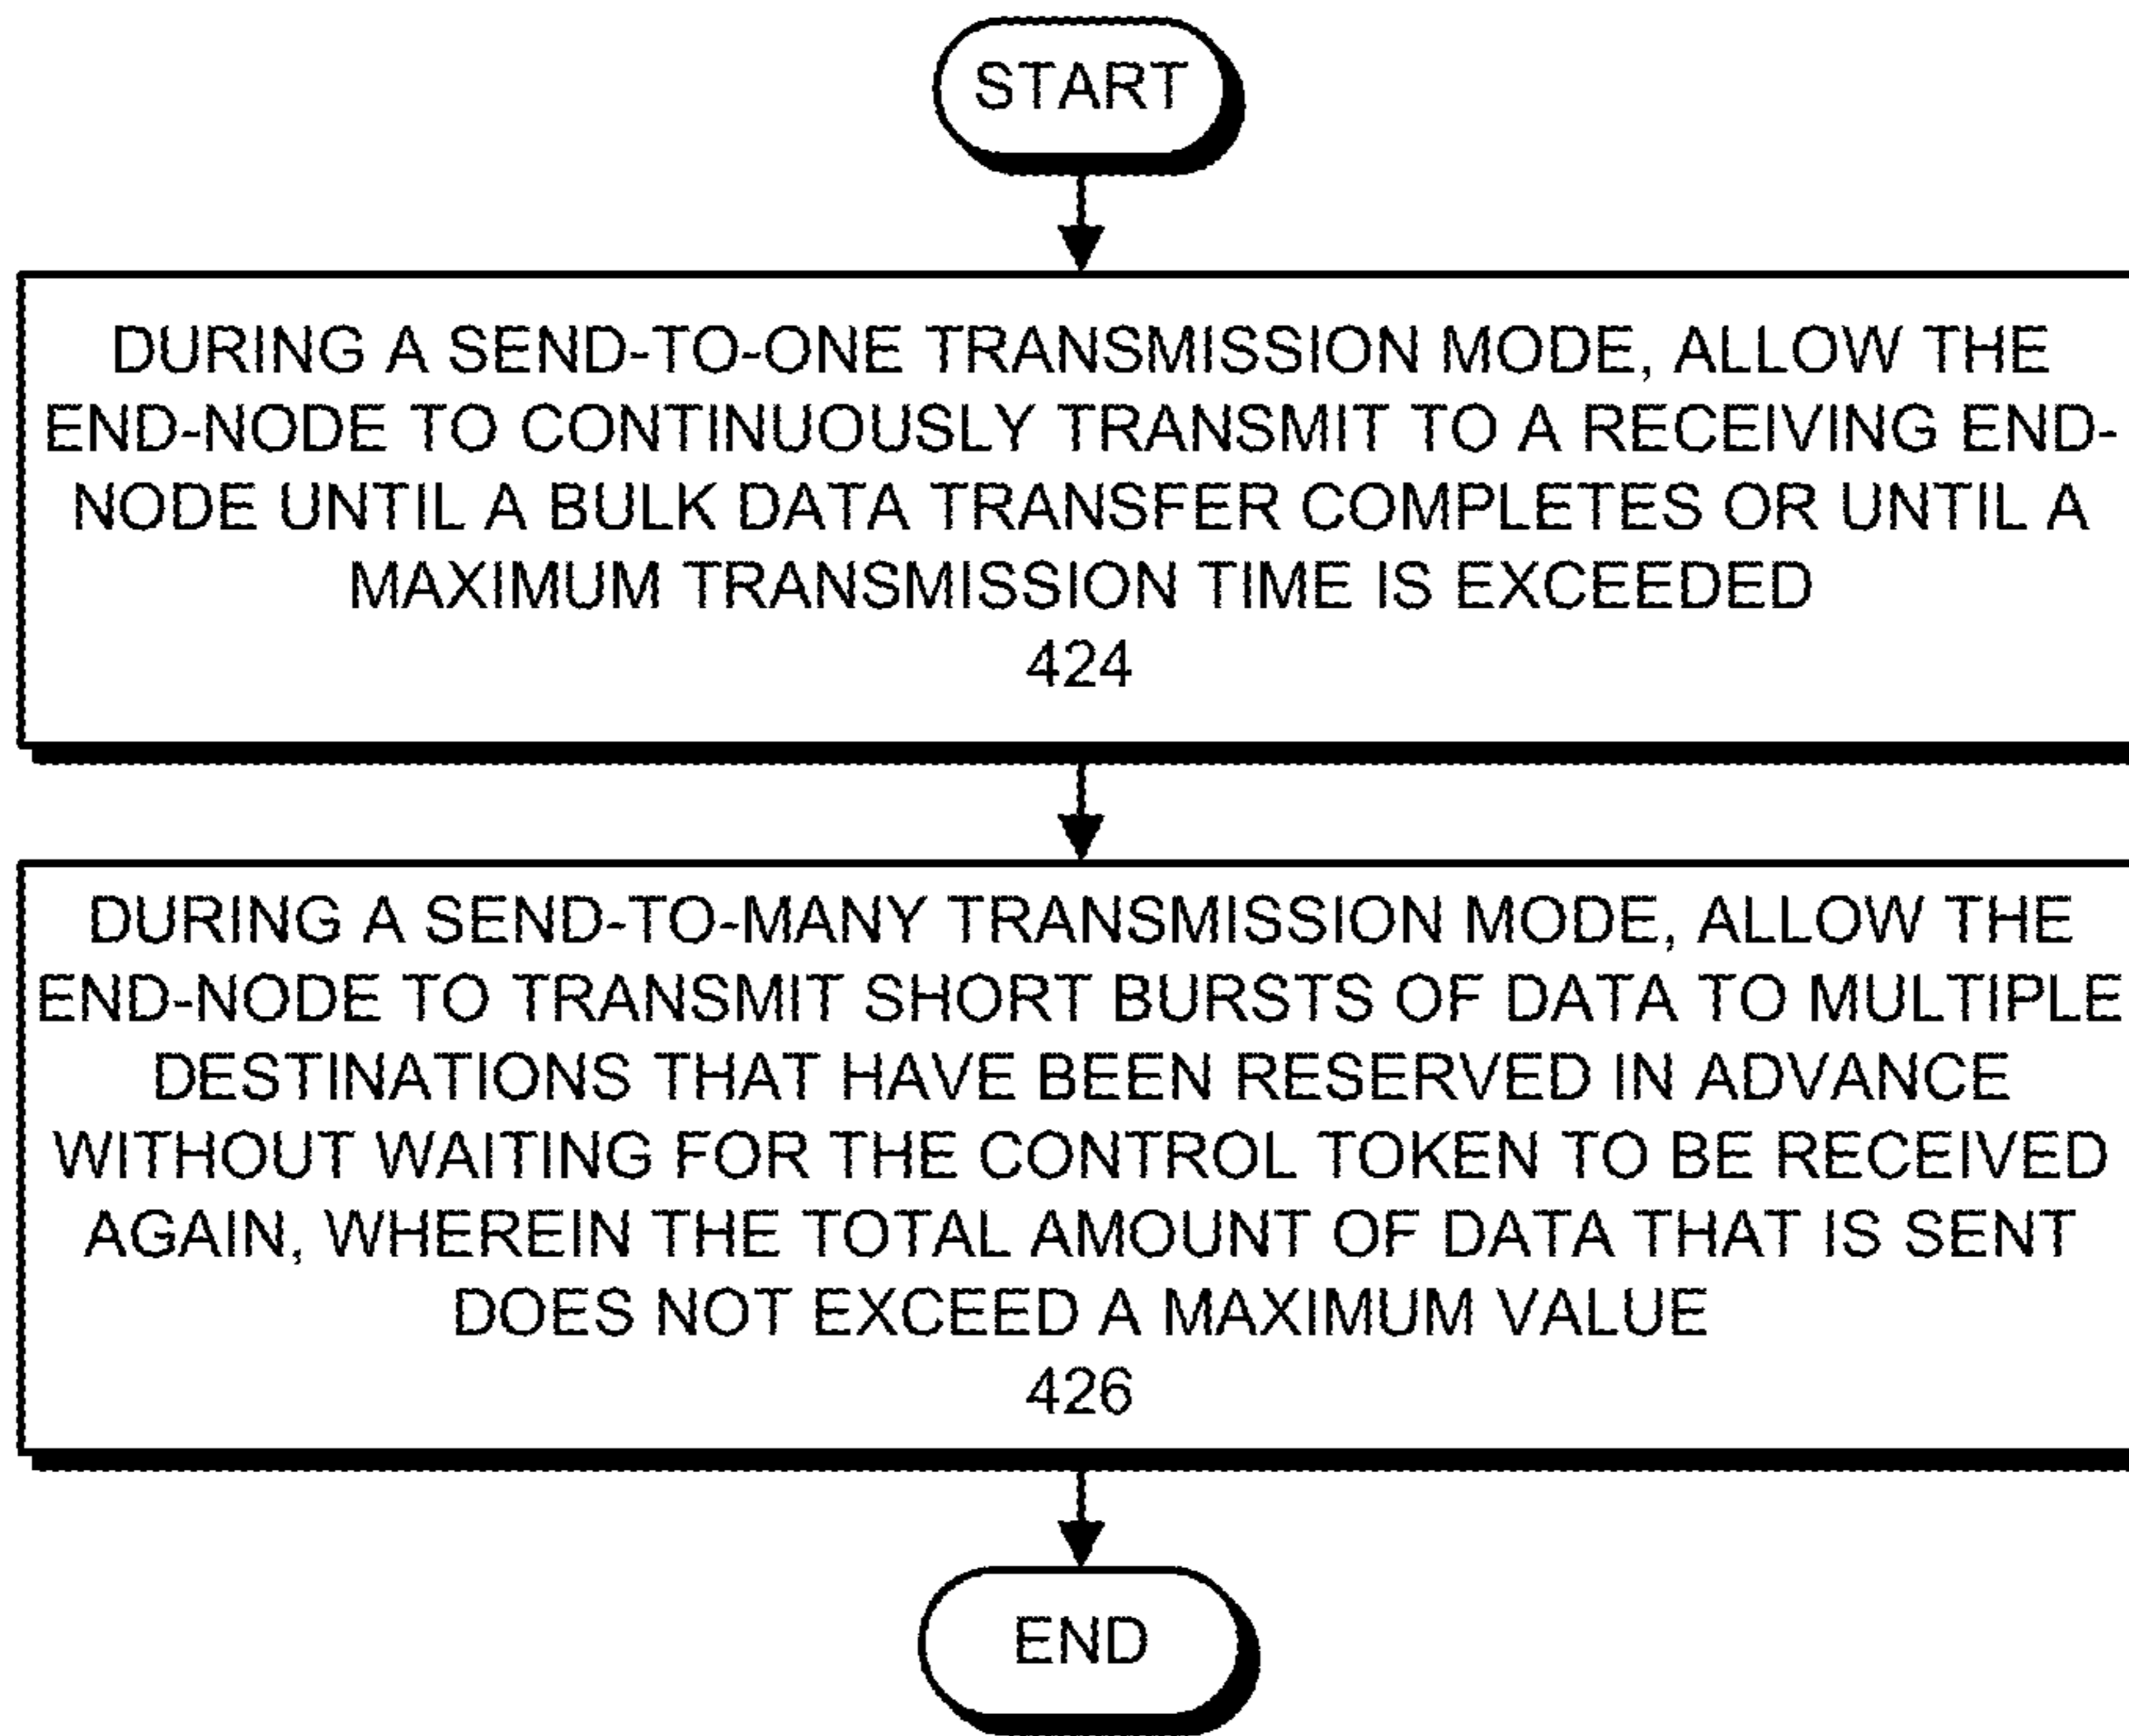 START
DURING A SEND-TO-ONE TRANSMISSION MODE, ALLOW THE
END-NODE TO CONTINUOUSLY TRANSMIT TO A RECEIVING END-
NODE UNTIL A BULK DATA TRANSFER COMPLETES OR UNTIL A
MAXIMUM TRANSMISSION TIME IS EXCEEDED
424
DURING A SEND-TO-MANY TRANSMISSION MODE, ALLOW THE
END-NODE TO TRANSMIT SHORT BURSTS OF DATA TO MULTIPLE
DESTINATIONS THAT HAVE BEEN RESERVED IN ADVANCE
WITHOUT WAITING FOR THE CONTROL TOKEN TO BE RECEIVED
AGAIN, WHEREIN THE TOTAL AMOUNT OF DATA THAT IS SENT
DOES NOT EXCEED A MAXIMUM VALUE
426
END